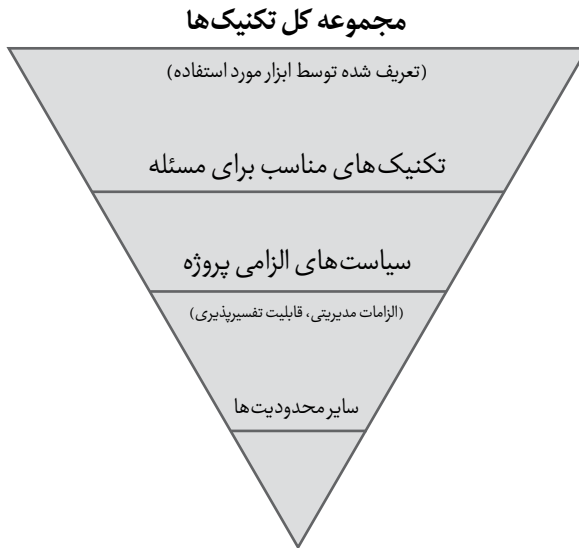 مجموعه کل تکنیک‌ها
(تعریف شده توسط ابزار مورد استفاده)
تکنیک‌های مناسب برای مسئله
سیاست‌های الزامی پروژه
(الزامات مدیریتی، قابلیت تفسیرپذیری)
سایر محدودیت‌ها